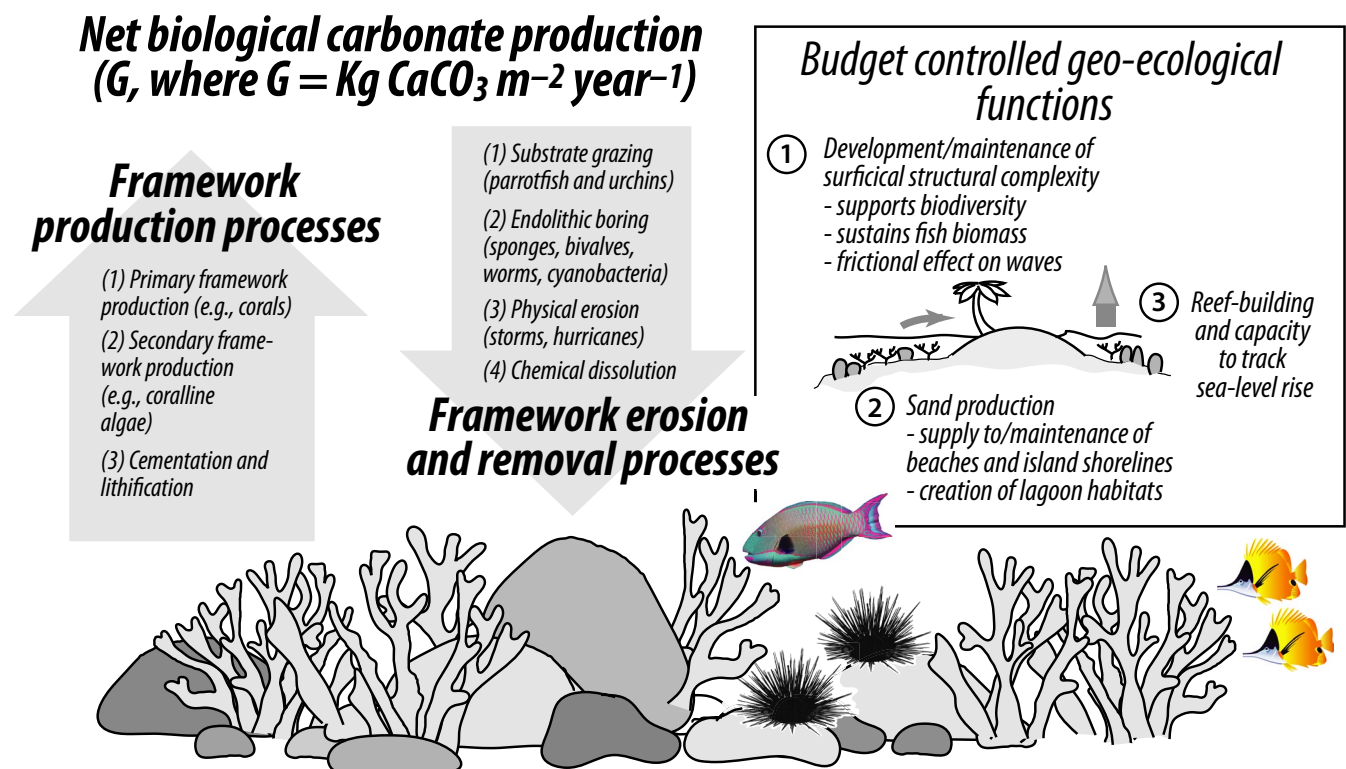 Net biological carbonate production
(G, where G = Kg CaCO₃ m⁻² year⁻¹)
Framework
production processes
(1) Primary framework
production (e.g., corals)
(2) Secondary frame-
work production
(e.g., coralline
algae)
(3) Cementation and
lithification
(1) Substrate grazing
(parrotfish and urchins)
(2) Endolithic boring
(sponges, bivalves,
worms, cyanobacteria)
(3) Physical erosion
(storms, hurricanes)
(4) Chemical dissolution
Framework erosion
and removal processes
Budget controlled geo-ecological
functions
1 Development/maintenance of
surficical structural complexity
- supports biodiversity
- sustains fish biomass
- frictional effect on waves
3 Reef-building
and capacity
to track
sea-level rise
2 Sand production
- supply to/maintenance of
beaches and island shorelines
- creation of lagoon habitats